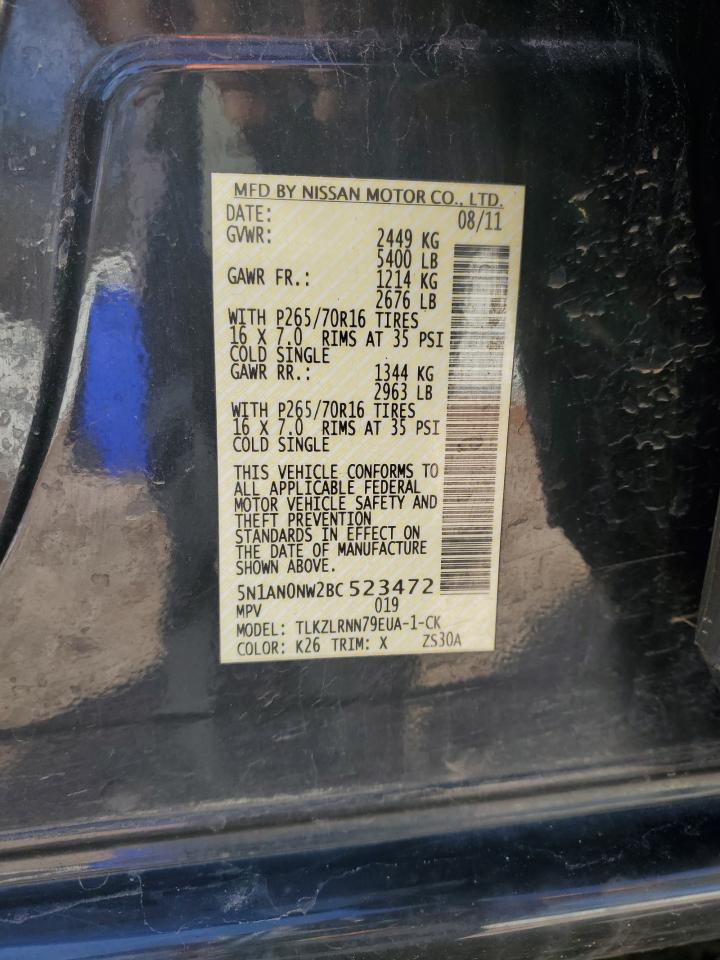 MFD BY NISSAN MOTOR CO., LTD.
DATE: 08/11
GVWR: 2449 KG
5400 LB
GAWR FR.: 1214 KG
2676 LB
WITH P265/70R16 TIRES
16 X 7.0 RIMS AT 35 PSI
COLD SINGLE
GAWR RR.: 1344 KG
2963 LB
WITH P265/70R16 TIRES
16 X 7.0 RIMS AT 35 PSI
COLD SINGLE
THIS VEHICLE CONFORMS TO
ALL APPLICABLE FEDERAL
MOTOR VEHICLE SAFETY AND
THEFT PREVENTION
STANDARDS IN EFFECT ON
THE DATE OF MANUFACTURE
SHOWN ABOVE.
5N1AN0NW2BC 523472
MPV 019
MODEL: TLKZLRNN79EUA-1-CK
COLOR: K26 TRIM: X ZS30A